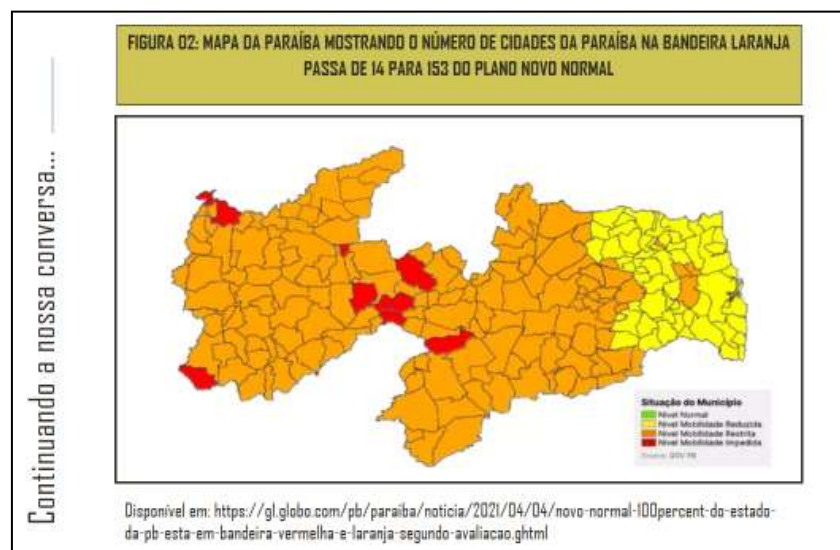 FIGURA 02: MAPA DA PARAÍBA MOSTRANDO O NÚMERO DE CIDADES DA PARAÍBA NA BANDEIRA LARANJA
PASSA DE 14 PARA 153 DO PLANO NOVO NORMAL
Continuando a nossa conversa...
Situação do Município
Nível Normal
Nível Mobilidade Reduzida
Nível Mobilidade Restrita
Nível Mobilidade Impedida
Disponível em: https://g1.globo.com/pb/paraiba/noticia/2021/04/04/novo-normal-100percent-do-estado-
da-pb-esta-em-bandeira-vermelha-e-laranja-segundo-avaliacao.ghtml